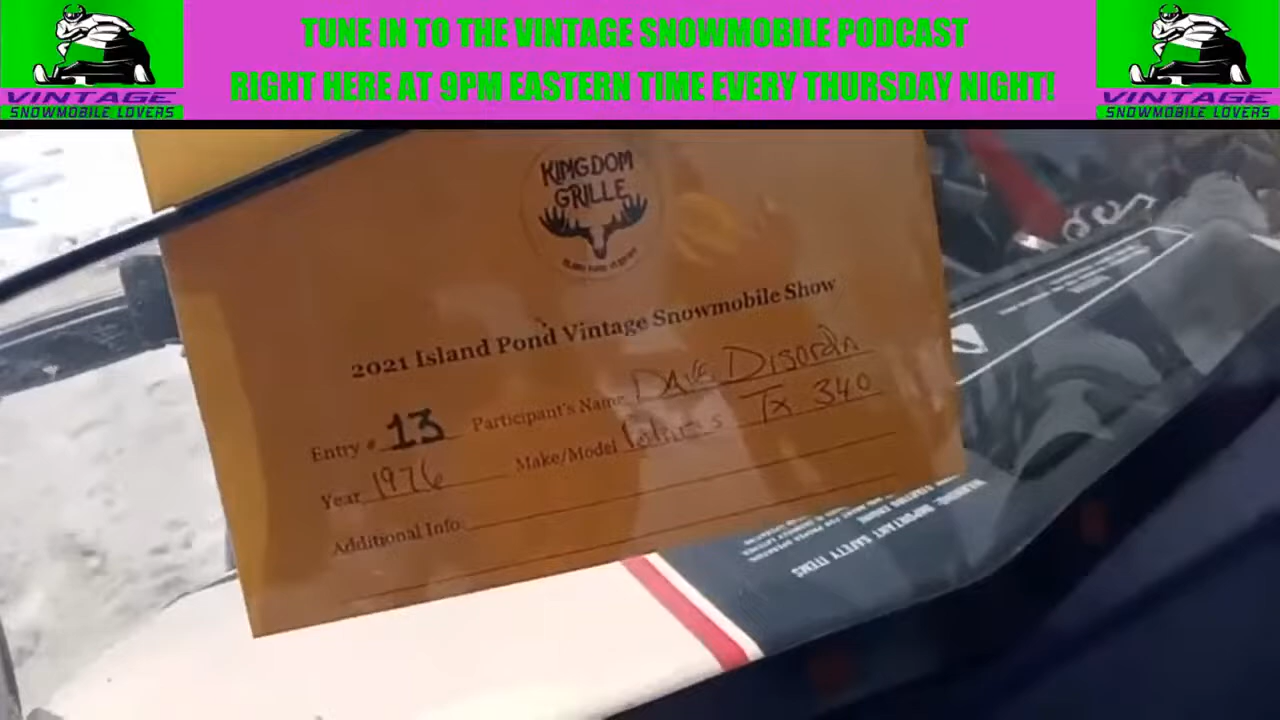 TUNE IN TO THE VINTAGE SNOWMOBILE PODCAST
RIGHT HERE AT 9PM EASTERN TIME EVERY THURSDAY NIGHT!
VINTAGE
SNOWMOBILE LOVERS
VINTAGE
SNOWMOBILE LOVERS
KINGDOM
GRILLE
2021 Island Pond Vintage Snowmobile Show
Entry # 13 Participant's Name Dave
Year 1976 Make/Model Polaris Tx 340
Additional Info
WARNING: IMPORTANT SAFETY ITEMS